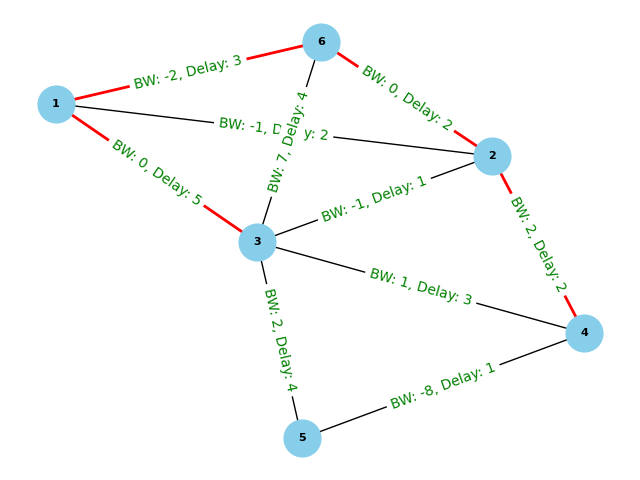 6
BW: -2, Delay: 3
BW: 0, Delay: 2
1
BW: -1, D y: 2
BW: 7, Delay: 4
2
BW: 0, Delay: 5
BW: -1, Delay: 1
3
BW: 2, Delay: 2
BW: 1, Delay: 3
4
BW: 2, Delay: 4
BW: -8, Delay: 1
5